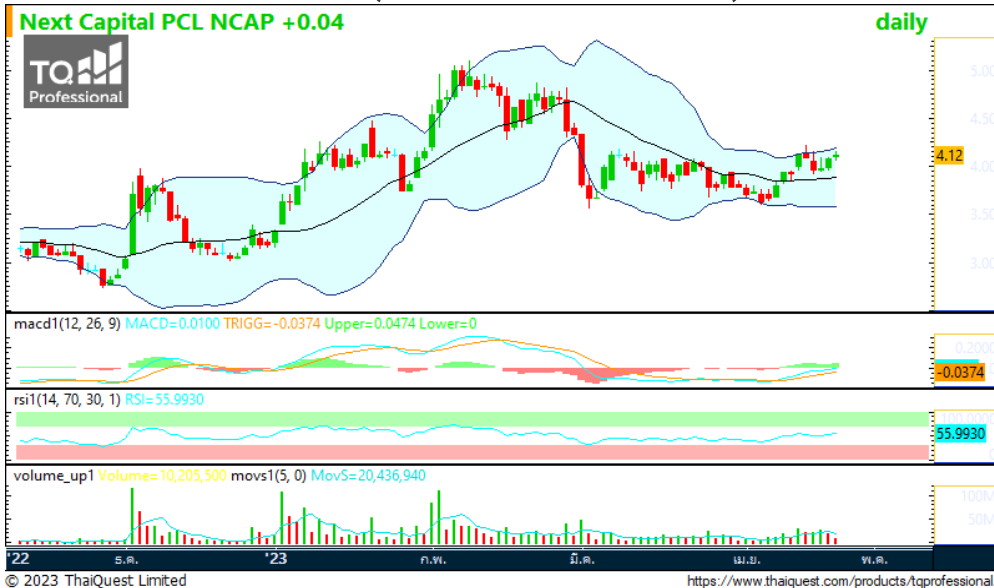 Next Capital PCL NCAP +0.04 daily
TQ
Professional
5.00
4.50
4.12
4.00
3.50
3.00
macd1(12, 26, 9) MACD=0.0100 TRIGG=-0.0374 Upper=0.0474 Lower=0
0.2000
-0.0374
rsi1(14, 70, 30, 1) RSI=55.9930
100.0000
55.9930
volume_up1 Volume=10,205,500 movs1(5, 0) MovS=20,436,940
100M
50M
'22 ธ.ค. '23 ก.พ. มี.ค. เม.ย. พ.ค.
© 2023 ThaiQuest Limited https://www.thaiquest.com/products/tqprofessional